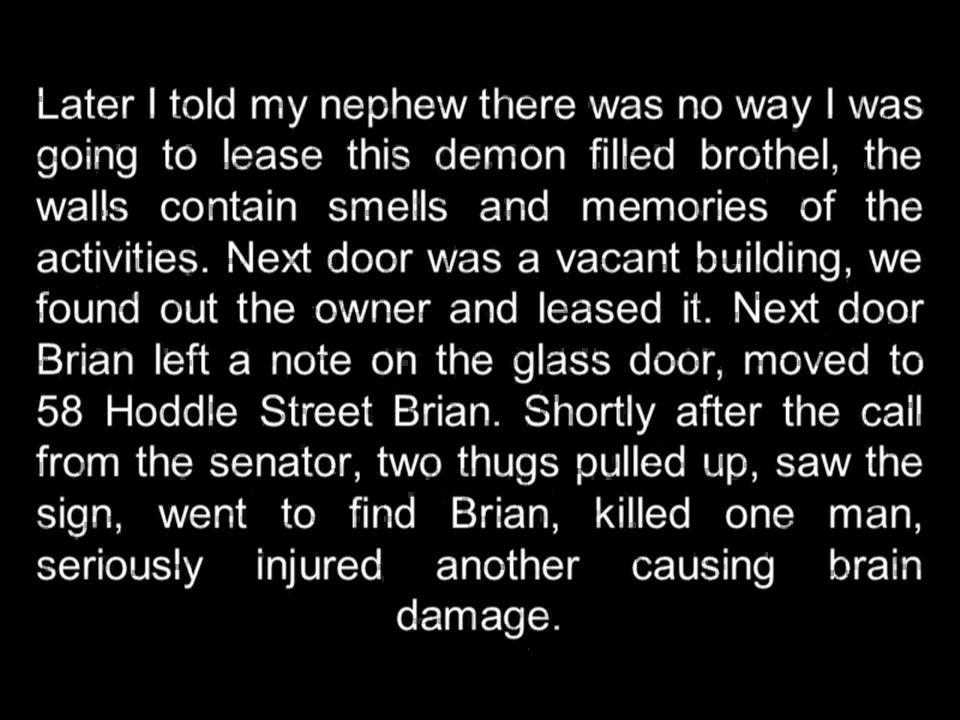 Later I told my nephew there was no way I was
going to lease this demon filled brothel, the
walls contain smells and memories of the
activities. Next door was a vacant building, we
found out the owner and leased it. Next door
Brian left a note on the glass door, moved to
58 Hoddle Street Brian. Shortly after the call
from the senator, two thugs pulled up, saw the
sign, went to find Brian, killed one man,
seriously injured another causing brain
damage.